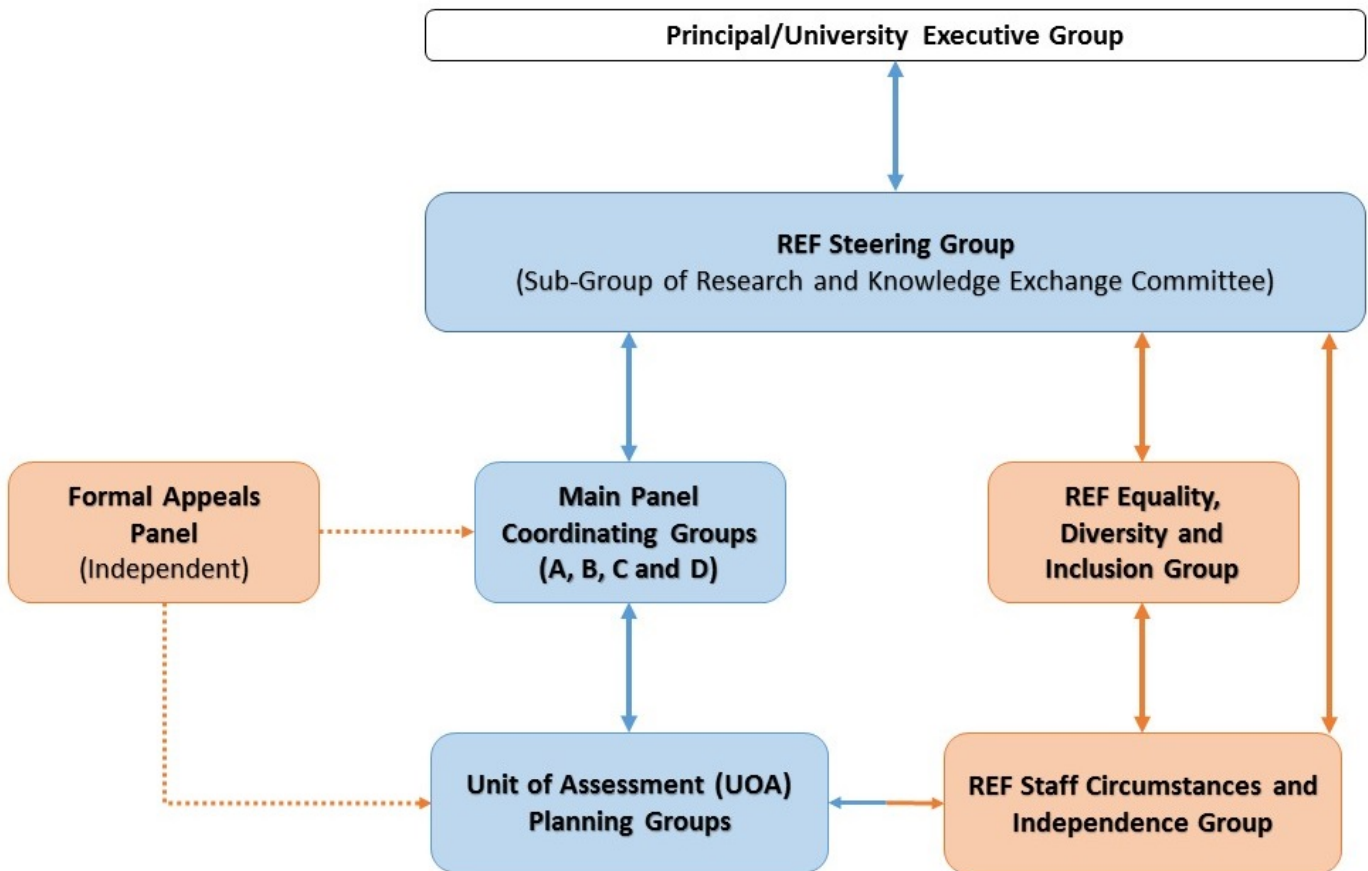 Principal/University Executive Group
REF Steering Group
(Sub-Group of Research and Knowledge Exchange Committee)
Formal Appeals
Panel
(Independent)
Main Panel
Coordinating Groups
(A, B, C and D)
REF Equality,
Diversity and
Inclusion Group
Unit of Assessment (UOA)
Planning Groups
REF Staff Circumstances and
Independence Group